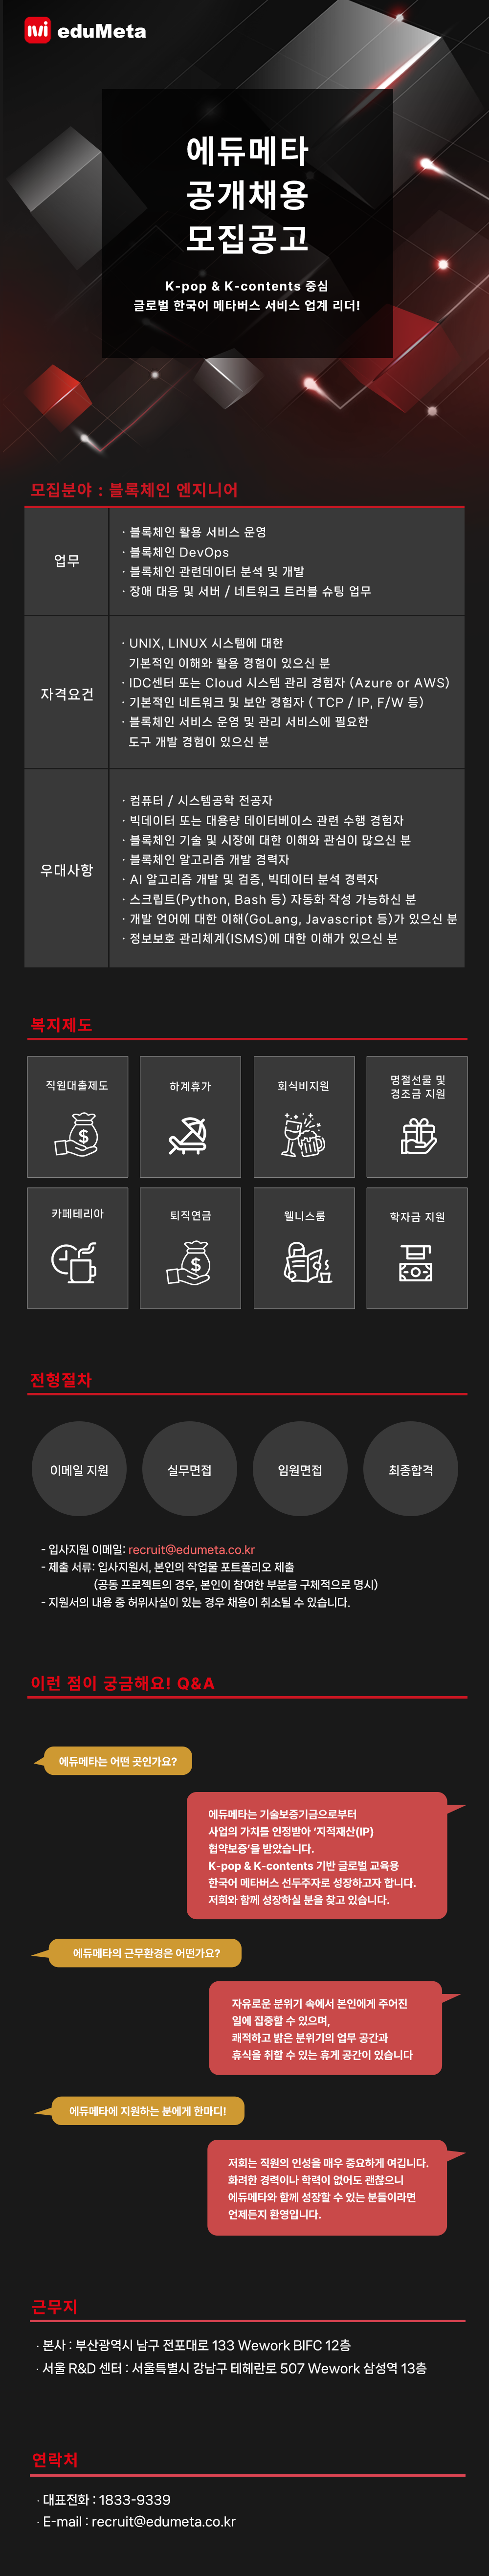 eduMeta
에듀메타
공개채용
모집공고
K-pop & K-contents 중심
글로벌 한국어 메타버스 서비스 업계 리더!
모집분야 : 블록체인 엔지니어
업무
· 블록체인 활용 서비스 운영
· 블록체인 DevOps
· 블록체인 관련데이터 분석 및 개발
· 장애 대응 및 서버 / 네트워크 트러블 슈팅 업무
자격요건
· UNIX, LINUX 시스템에 대한
기본적인 이해와 활용 경험이 있으신 분
· IDC센터 또는 Cloud 시스템 관리 경험자 (Azure or AWS)
· 기본적인 네트워크 및 보안 경험자 ( TCP / IP, F/W 등)
· 블록체인 서비스 운영 및 관리 서비스에 필요한
도구 개발 경험이 있으신 분
우대사항
· 컴퓨터 / 시스템공학 전공자
· 빅데이터 또는 대용량 데이터베이스 관련 수행 경험자
· 블록체인 기술 및 시장에 대한 이해와 관심이 많으신 분
· 블록체인 알고리즘 개발 경력자
· AI 알고리즘 개발 및 검증, 빅데이터 분석 경력자
· 스크립트(Python, Bash 등) 자동화 작성 가능하신 분
· 개발 언어에 대한 이해(GoLang, Javascript 등)가 있으신 분
· 정보보호 관리체계(ISMS)에 대한 이해가 있으신 분
복지제도
직원대출제도
하계휴가
회식비지원
명절선물 및
경조금 지원
카페테리아
퇴직연금
웰니스룸
학자금 지원
전형절차
이메일 지원
실무면접
임원면접
최종합격
- 입사지원 이메일: recruit@edumeta.co.kr
- 제출 서류: 입사지원서, 본인의 작업물 포트폴리오 제출
(공동 프로젝트의 경우, 본인이 참여한 부분을 구체적으로 명시)
- 지원서의 내용 중 허위사실이 있는 경우 채용이 취소될 수 있습니다.
이런 점이 궁금해요! Q&A
에듀메타는 어떤 곳인가요?
에듀메타는 기술보증기금으로부터
사업의 가치를 인정받아 '지적재산(IP)
협약보증'을 받았습니다.
K-pop & K-contents 기반 글로벌 교육용
한국어 메타버스 선두주자로 성장하고자 합니다.
저희와 함께 성장하실 분을 찾고 있습니다.
에듀메타의 근무환경은 어떤가요?
자유로운 분위기 속에서 본인에게 주어진
일에 집중할 수 있으며,
쾌적하고 밝은 분위기의 업무 공간과
휴식을 취할 수 있는 휴게 공간이 있습니다
에듀메타에 지원하는 분에게 한마디!
저희는 직원의 인성을 매우 중요하게 여깁니다.
화려한 경력이나 학력이 없어도 괜찮으니
에듀메타와 함께 성장할 수 있는 분들이라면
언제든지 환영입니다.
근무지
· 본사 : 부산광역시 남구 전포대로 133 Wework BIFC 12층
· 서울 R&D 센터 : 서울특별시 강남구 테헤란로 507 Wework 삼성역 13층
연락처
· 대표전화 : 1833-9339
· E-mail : recruit@edumeta.co.kr